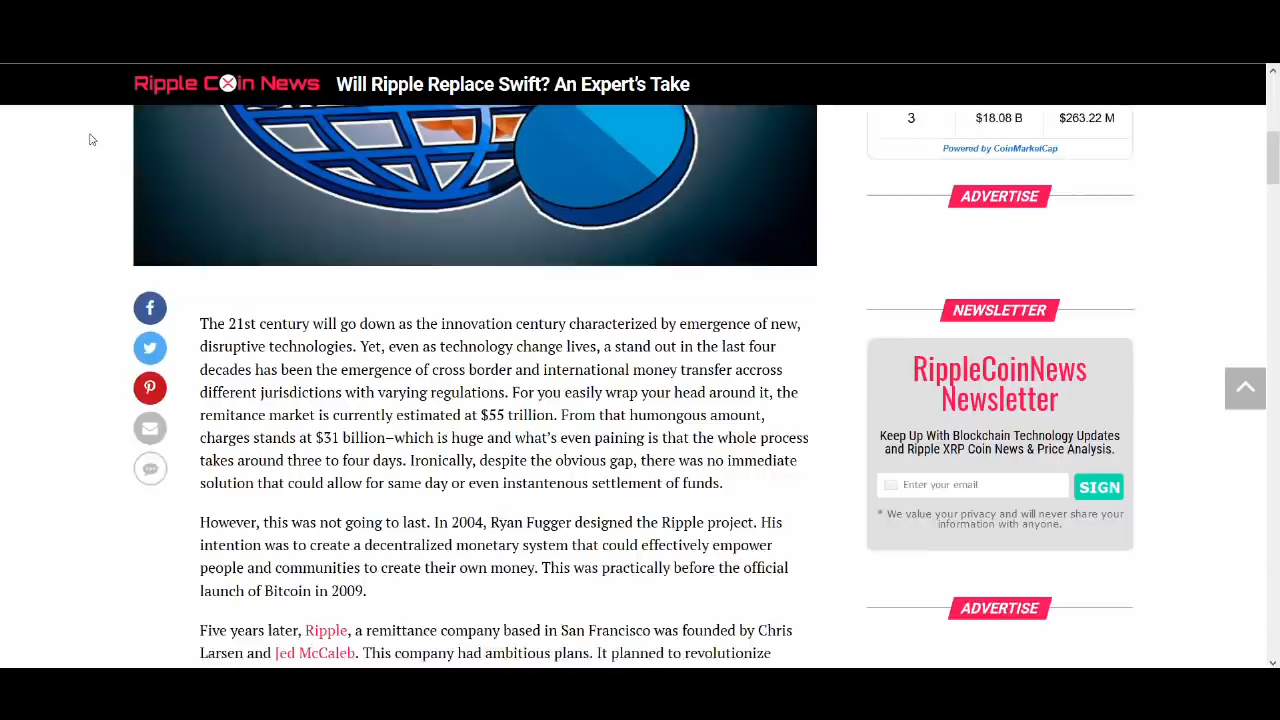 Ripple Coin News
Will Ripple Replace Swift? An Expert's Take
3 $18.08 B $263.22 M
Powered by CoinMarketCap
ADVERTISE
The 21st century will go down as the innovation century characterized by emergence of new,
disruptive technologies. Yet, even as technology change lives, a stand out in the last four
decades has been the emergence of cross border and international money transfer accross
different jurisdictions with varying regulations. For you easily wrap your head around it, the
remitance market is currently estimated at $55 trillion. From that humongous amount,
charges stands at $31 billion–which is huge and what's even paining is that the whole process
takes around three to four days. Ironically, despite the obvious gap, there was no immediate
solution that could allow for same day or even instantenous settlement of funds.
However, this was not going to last. In 2004, Ryan Fugger designed the Ripple project. His
intention was to create a decentralized monetary system that could effectively empower
people and communities to create their own money. This was practically before the official
launch of Bitcoin in 2009.
Five years later, Ripple, a remittance company based in San Francisco was founded by Chris
Larsen and Jed McCaleb. This company had ambitious plans. It planned to revolutionize
NEWSLETTER
RippleCoinNews
Newsletter
Keep Up With Blockchain Technology Updates
and Ripple XRP Coin News & Price Analysis.
Enter your email
SIGN
* We value your privacy and will never share your
information with anyone.
ADVERTISE